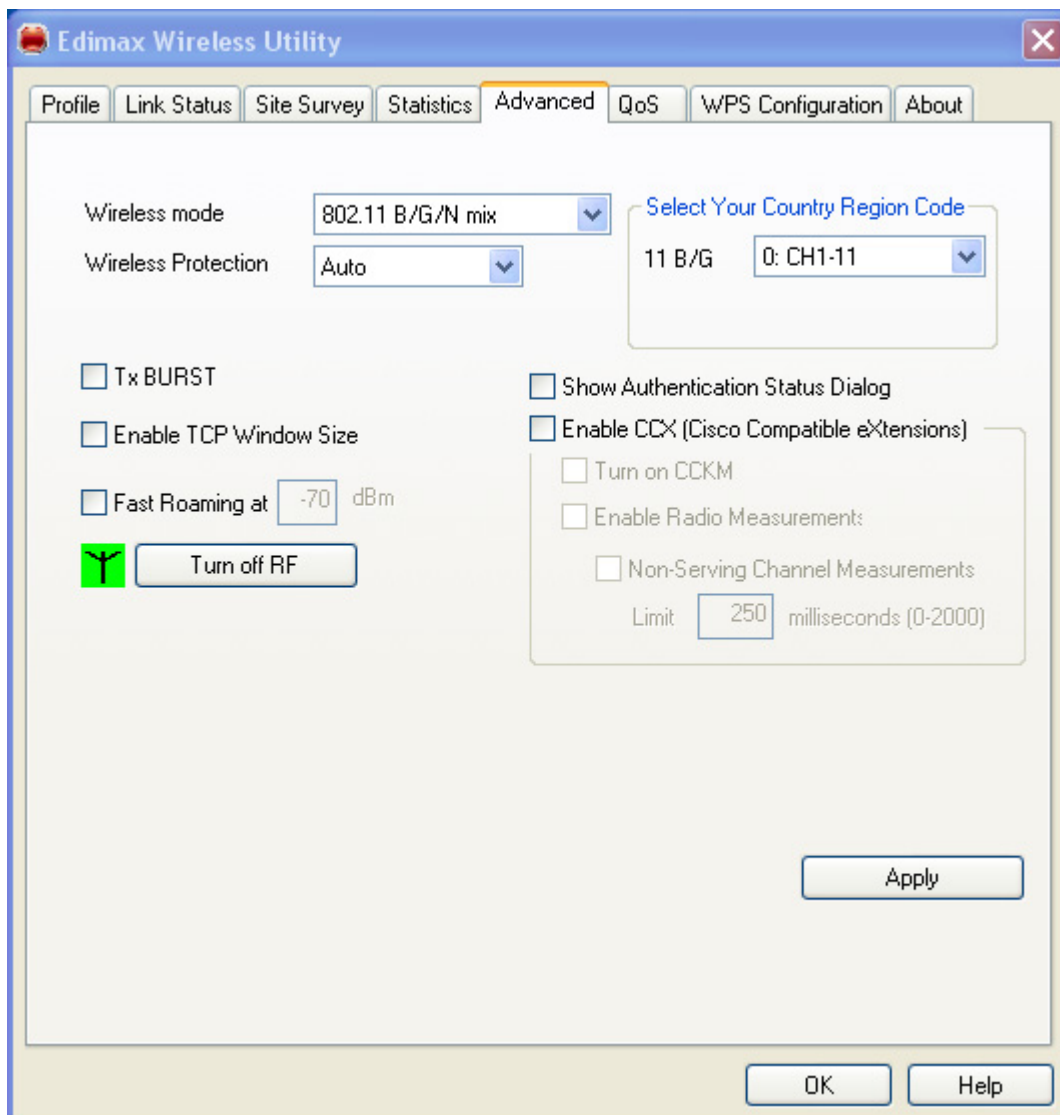 Edimax Wireless Utility
Profile
Link Status
Site Survey
Statistics
Advanced
QoS
WPS Configuration
About
Wireless mode
802.11 B/G/N mix
Wireless Protection
Auto
Select Your Country Region Code
11 B/G
0: CH1-11
Tx BURST
Enable TCP Window Size
Fast Roaming at
-70
dBm
Turn off RF
Show Authentication Status Dialog
Enable CCX (Cisco Compatible eXtensions)
Turn on CCKM
Enable Radio Measurements
Non-Serving Channel Measurements
Limit
250
milliseconds (0-2000)
Apply
OK
Help